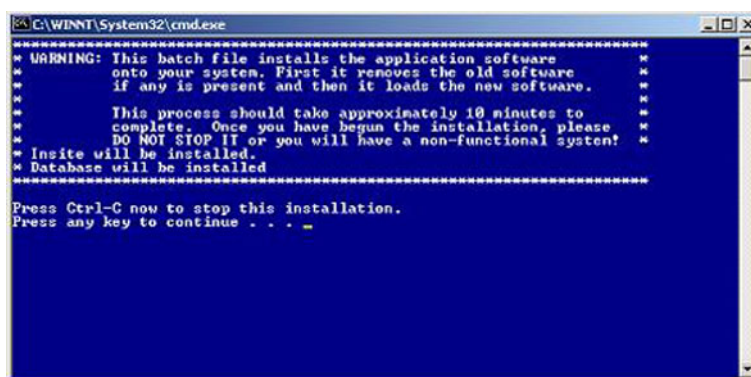 C:\WINNT\System32\cmd.exe
*******************************************************************************
* WARNING: This batch file installs the application software *
* onto your system. First it removes the old software *
* if any is present and then it loads the new software. *
* *
* This process should take approximately 10 minutes to *
* complete. Once you have begun the installation, please *
* DO NOT STOP IT or you will have a non-functional system! *
* Insite will be installed.
* Database will be installed
*******************************************************************************
Press Ctrl-C now to stop this installation.
Press any key to continue . . .